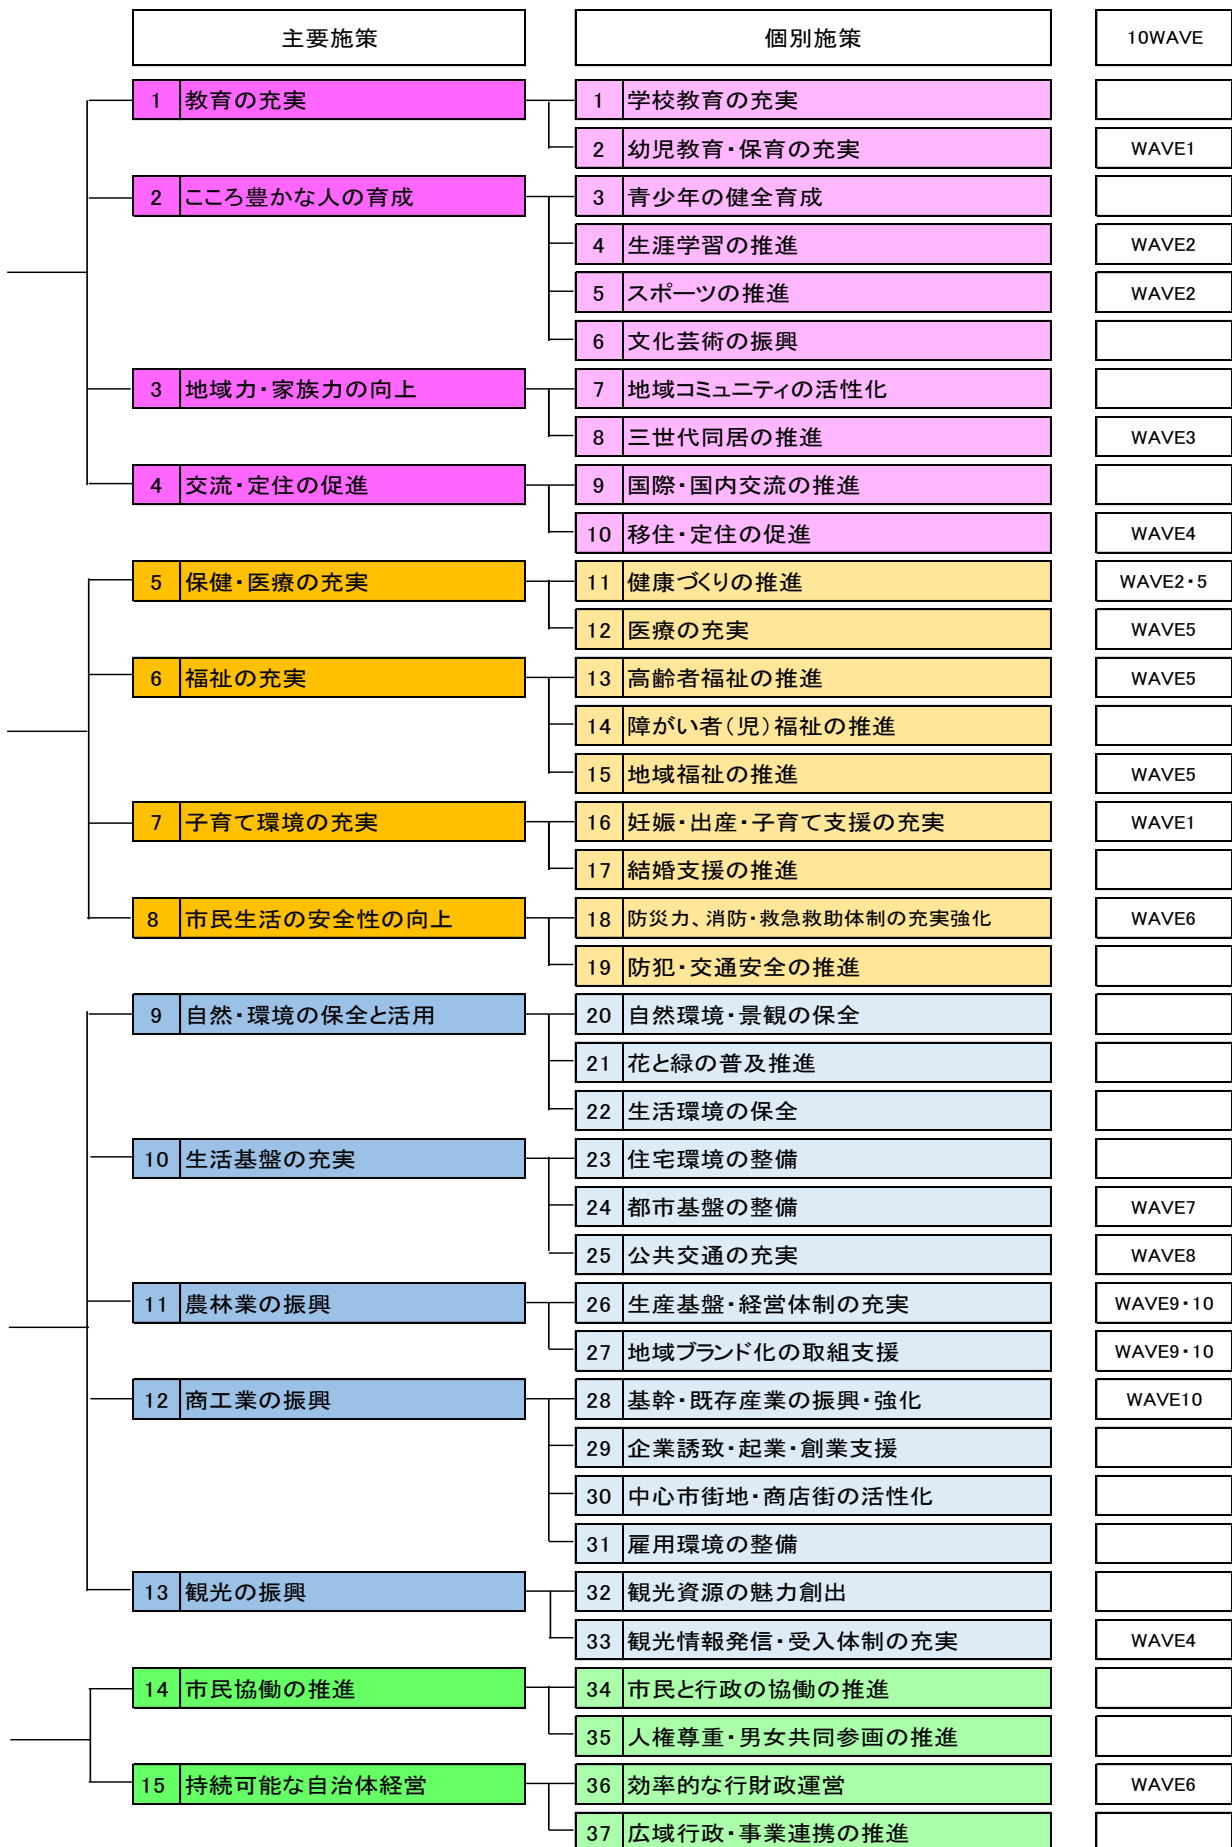 主要施策 個別施策 10WAVE
1 教育の充実 1 学校教育の充実
2 幼児教育・保育の充実 WAVE1
2 こころ豊かな人の育成 3 青少年の健全育成
4 生涯学習の推進 WAVE2
5 スポーツの推進 WAVE2
6 文化芸術の振興
3 地域力・家族力の向上 7 地域コミュニティの活性化
8 三世代同居の推進 WAVE3
4 交流・定住の促進 9 国際・国内交流の推進
10 移住・定住の促進 WAVE4
5 保健・医療の充実 11 健康づくりの推進 WAVE2・5
12 医療の充実 WAVE5
6 福祉の充実 13 高齢者福祉の推進 WAVE5
14 障がい者(児)福祉の推進
15 地域福祉の推進 WAVE5
7 子育て環境の充実 16 妊娠・出産・子育て支援の充実 WAVE1
17 結婚支援の推進
8 市民生活の安全性の向上 18 防災力、消防・救急救助体制の充実強化 WAVE6
19 防犯・交通安全の推進
9 自然・環境の保全と活用 20 自然環境・景観の保全
21 花と緑の普及推進
22 生活環境の保全
10 生活基盤の充実 23 住宅環境の整備
24 都市基盤の整備 WAVE7
25 公共交通の充実 WAVE8
11 農林業の振興 26 生産基盤・経営体制の充実 WAVE9・10
27 地域ブランド化の取組支援 WAVE9・10
12 商工業の振興 28 基幹・既存産業の振興・強化 WAVE10
29 企業誘致・起業・創業支援
30 中心市街地・商店街の活性化
31 雇用環境の整備
13 観光の振興 32 観光資源の魅力創出
33 観光情報発信・受入体制の充実 WAVE4
14 市民協働の推進 34 市民と行政の協働の推進
35 人権尊重・男女共同参画の推進
15 持続可能な自治体経営 36 効率的な行財政運営 WAVE6
37 広域行政・事業連携の推進